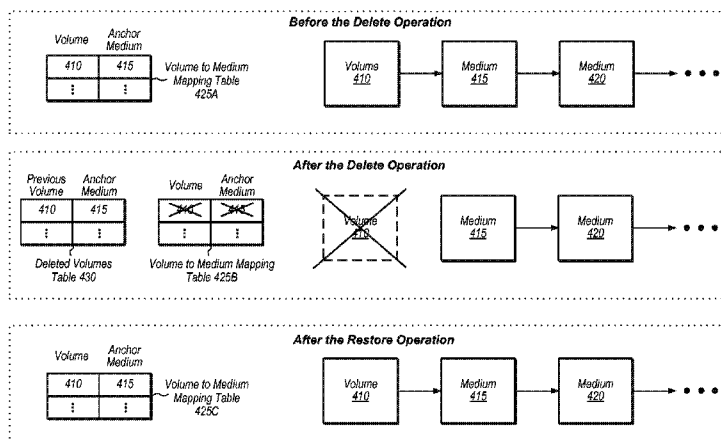 Before the Delete Operation
Volume
Anchor
Medium
410
415
Volume to Medium
Mapping Table
425A
Volume
410
Medium
415
Medium
420
After the Delete Operation
Previous
Volume
Anchor
Medium
410
415
Deleted Volumes
Table 430
Volume
Anchor
Medium
410
415
Volume to Medium Mapping
Table 425B
Volume
410
Medium
415
Medium
420
After the Restore Operation
Volume
Anchor
Medium
410
415
Volume to Medium
Mapping Table
425C
Volume
410
Medium
415
Medium
420